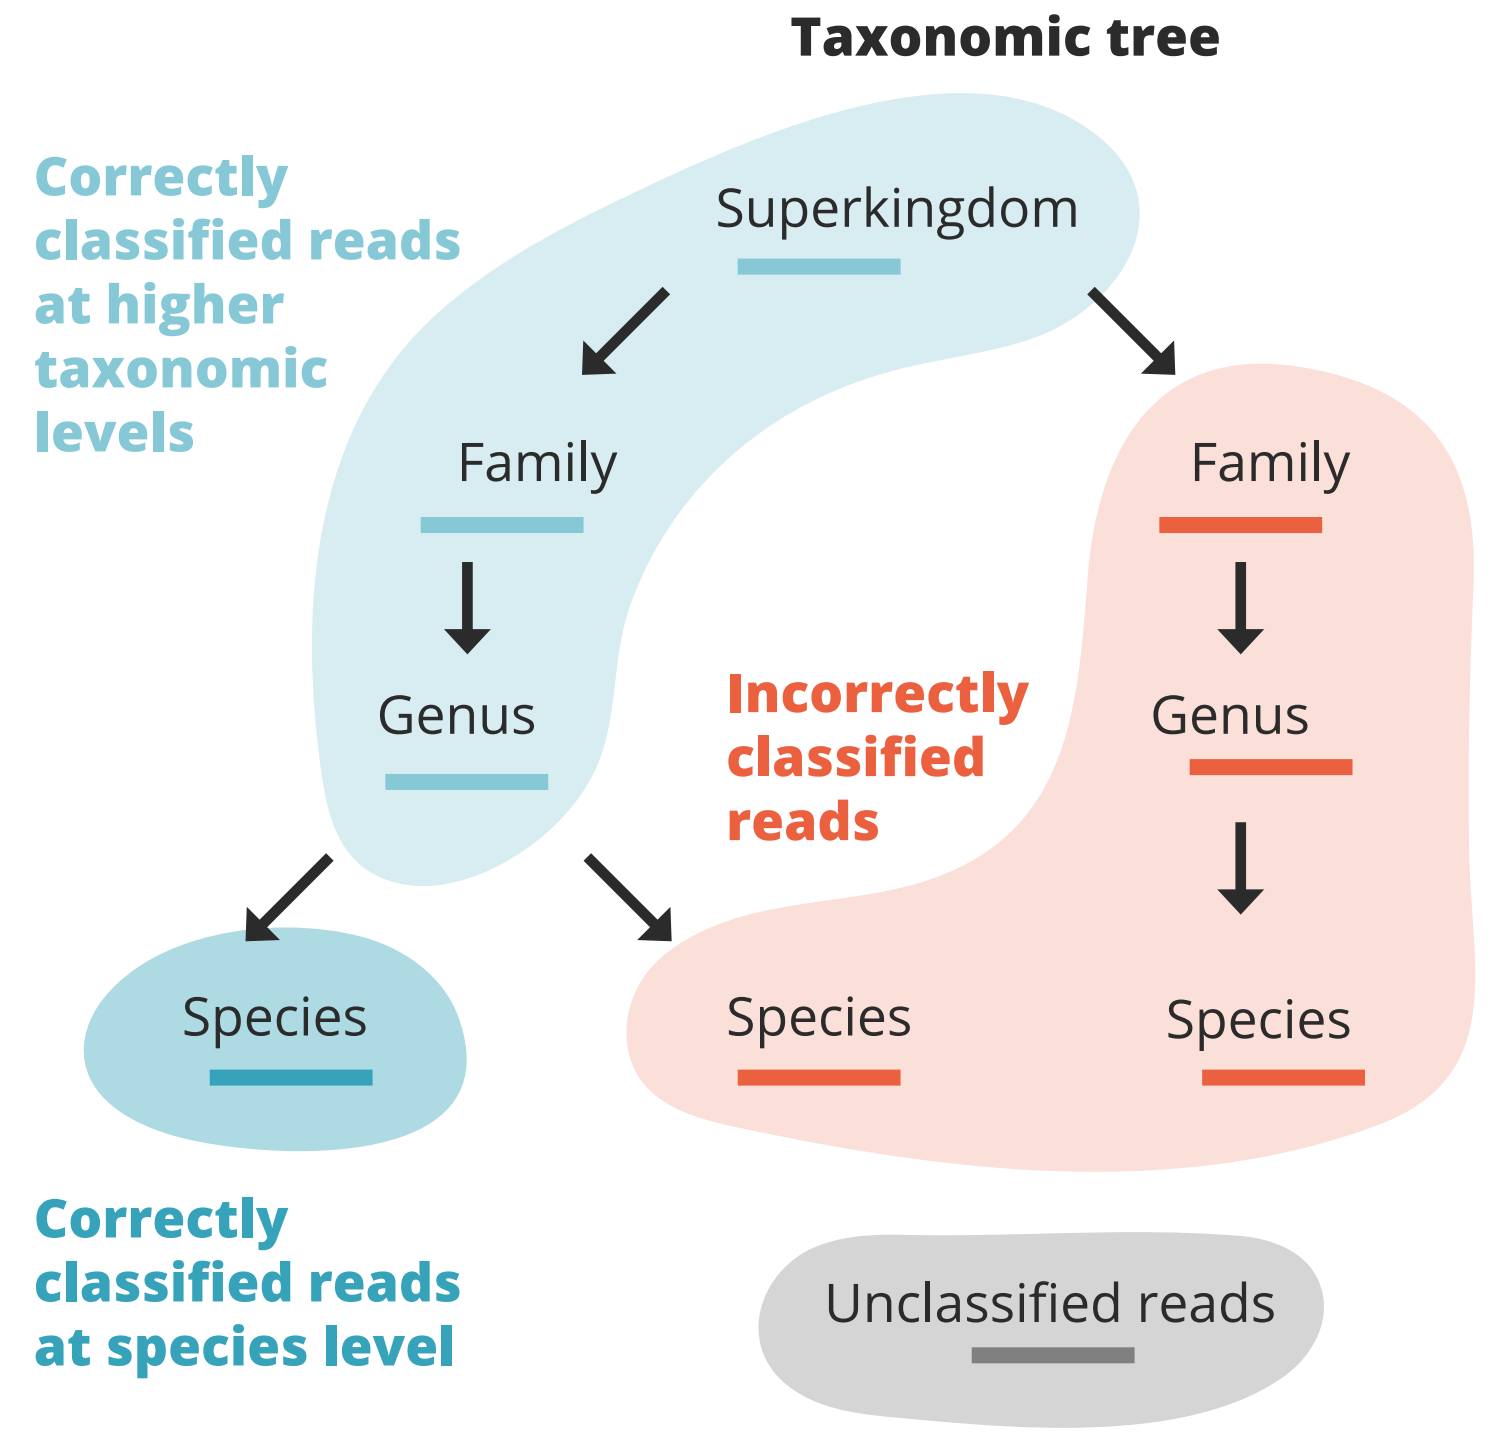 Taxonomic tree
Correctly
classified reads
at higher
taxonomic
levels
Superkingdom
Family
Family
Genus
Incorrectly
classified
reads
Genus
Species
Species
Species
Correctly
classified reads
at species level
Unclassified reads